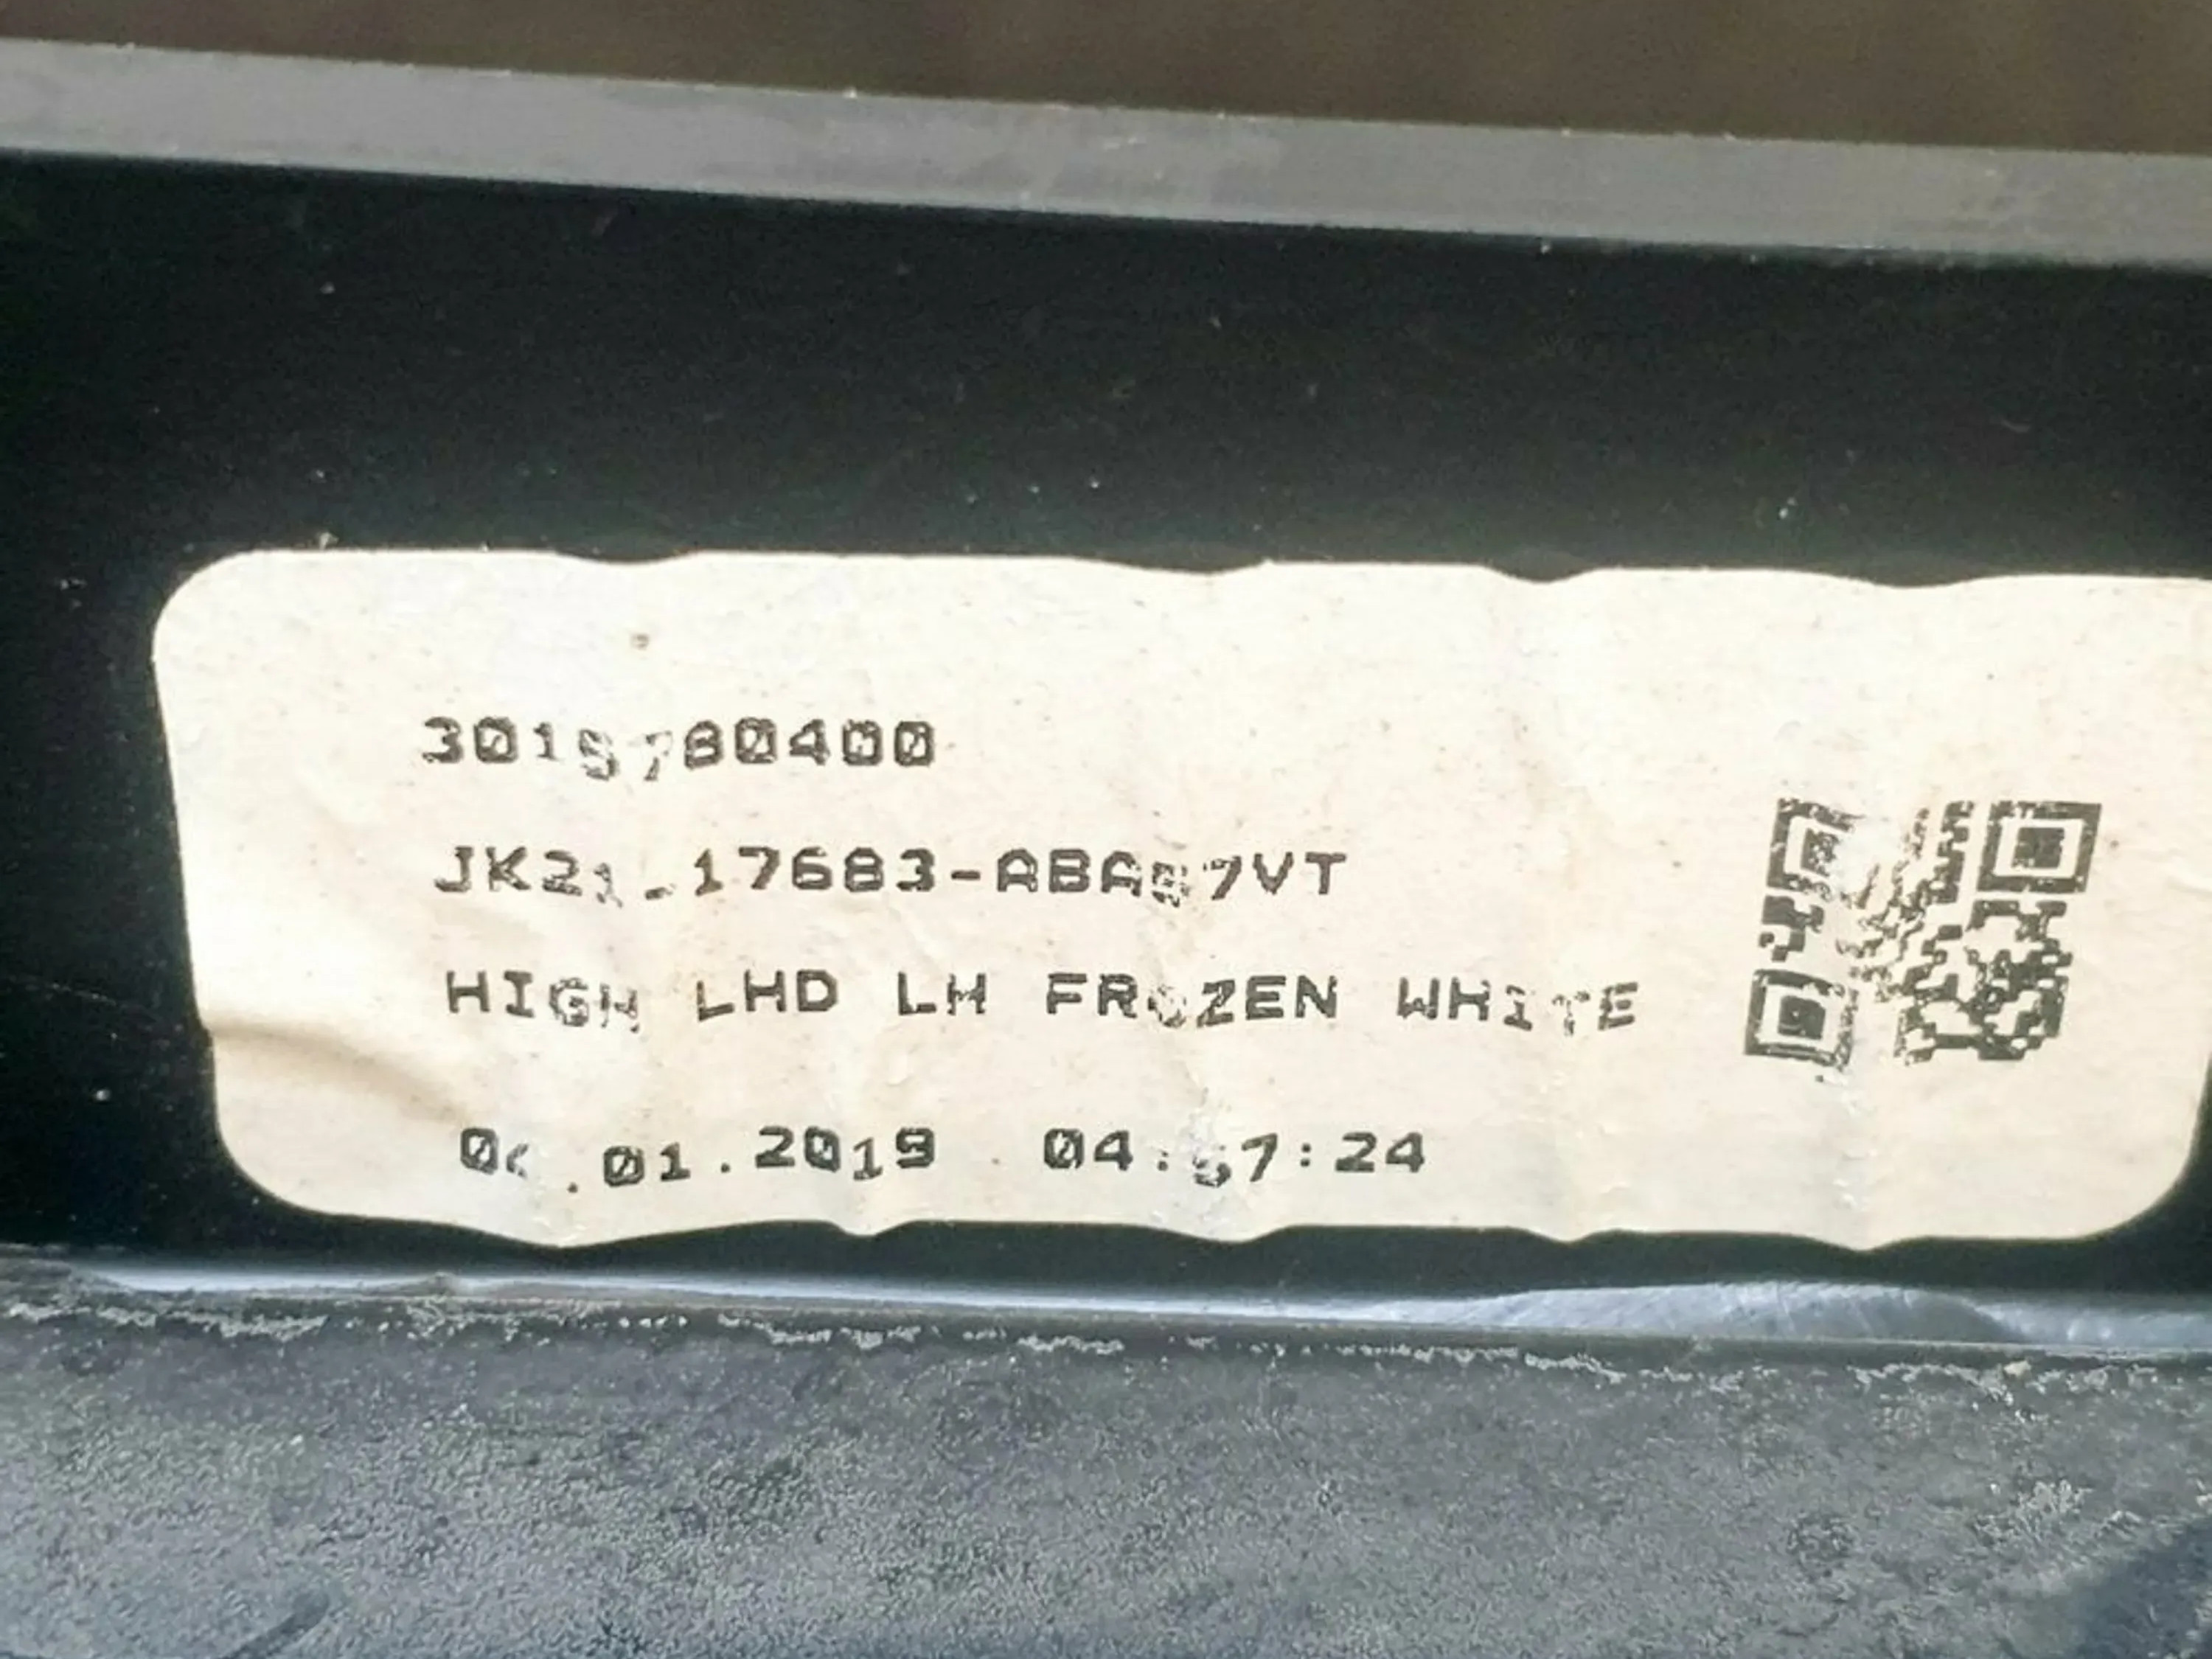 3015780400
JK21-17683-ABA57VT
HIGH LHD LH FROZEN WHITE
.01.2019 04:57:24